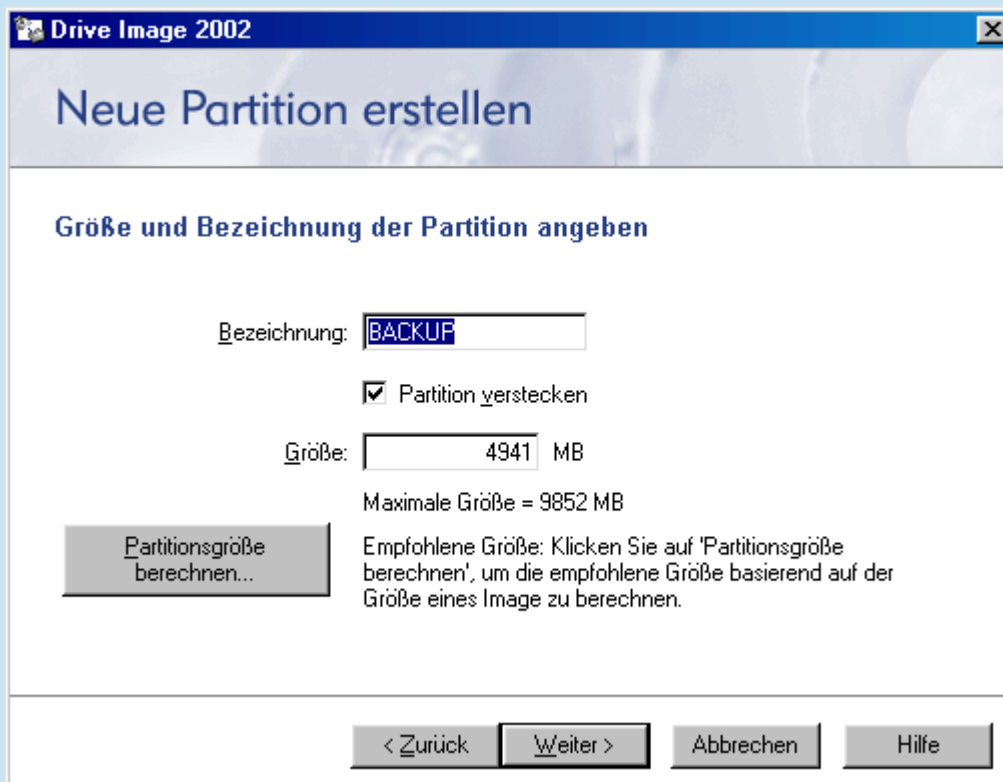 Drive Image 2002
Neue Partition erstellen
Größe und Bezeichnung der Partition angeben
Bezeichnung: BACKUP
Partition verstecken
Größe: 4941 MB
Maximale Größe = 9852 MB
Partitionsgröße
berechnen...
Empfohlene Größe: Klicken Sie auf 'Partitionsgröße
berechnen', um die empfohlene Größe basierend auf der
Größe eines Image zu berechnen.
< Zurück Weiter > Abbrechen Hilfe